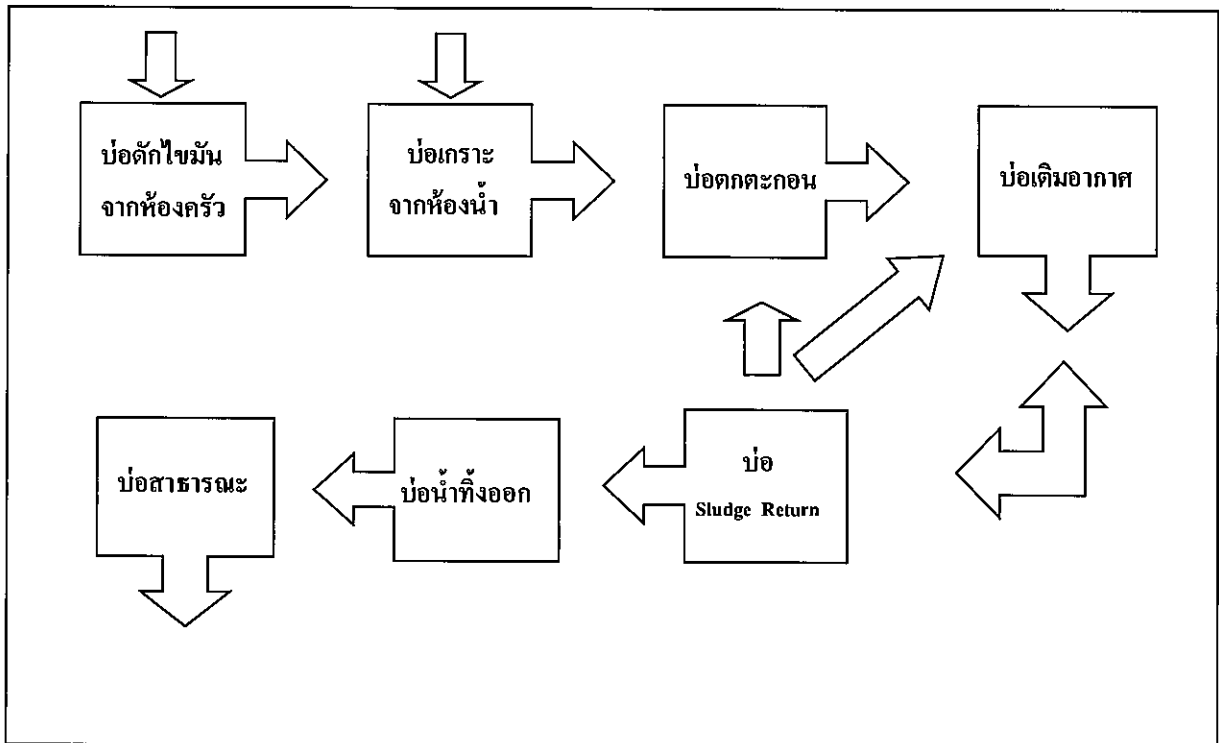 บ่อดักไขมัน
จากห้องครัว
บ่อเกราะ
จากห้องน้ำ
บ่อตกตะกอน
บ่อเติมอากาศ
บ่อสาธารณะ
บ่อน้ำทิ้งออก
บ่อ
Sludge Return